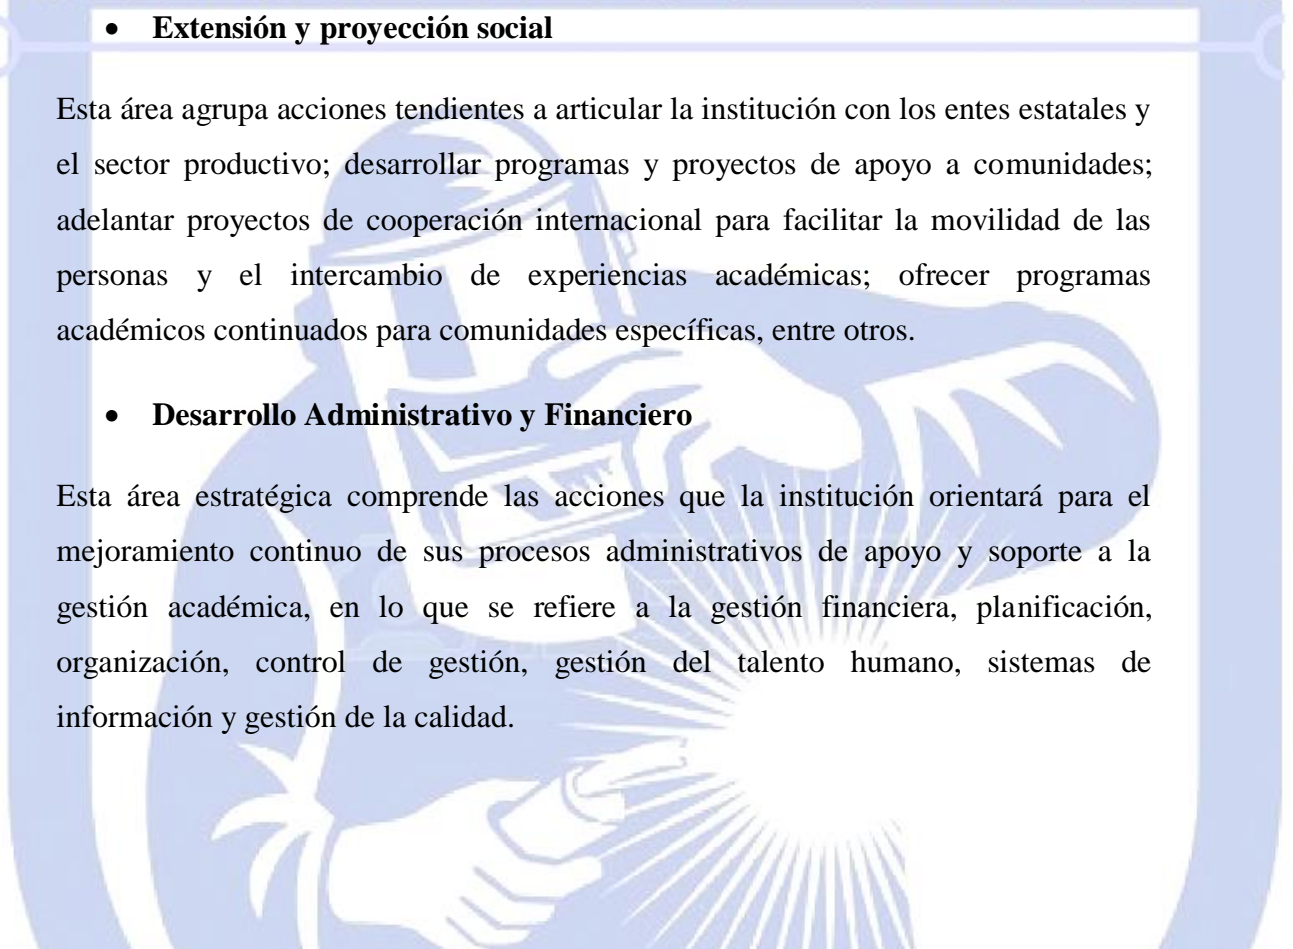 • Extensión y proyección social
Esta área agrupa acciones tendientes a articular la institución con los entes estatales y
el sector productivo; desarrollar programas y proyectos de apoyo a comunidades;
adelantar proyectos de cooperación internacional para facilitar la movilidad de las
personas y el intercambio de experiencias académicas; ofrecer programas
académicos continuados para comunidades específicas, entre otros.
• Desarrollo Administrativo y Financiero
Esta área estratégica comprende las acciones que la institución orientará para el
mejoramiento continuo de sus procesos administrativos de apoyo y soporte a la
gestión académica, en lo que se refiere a la gestión financiera, planificación,
organización, control de gestión, gestión del talento humano, sistemas de
información y gestión de la calidad.